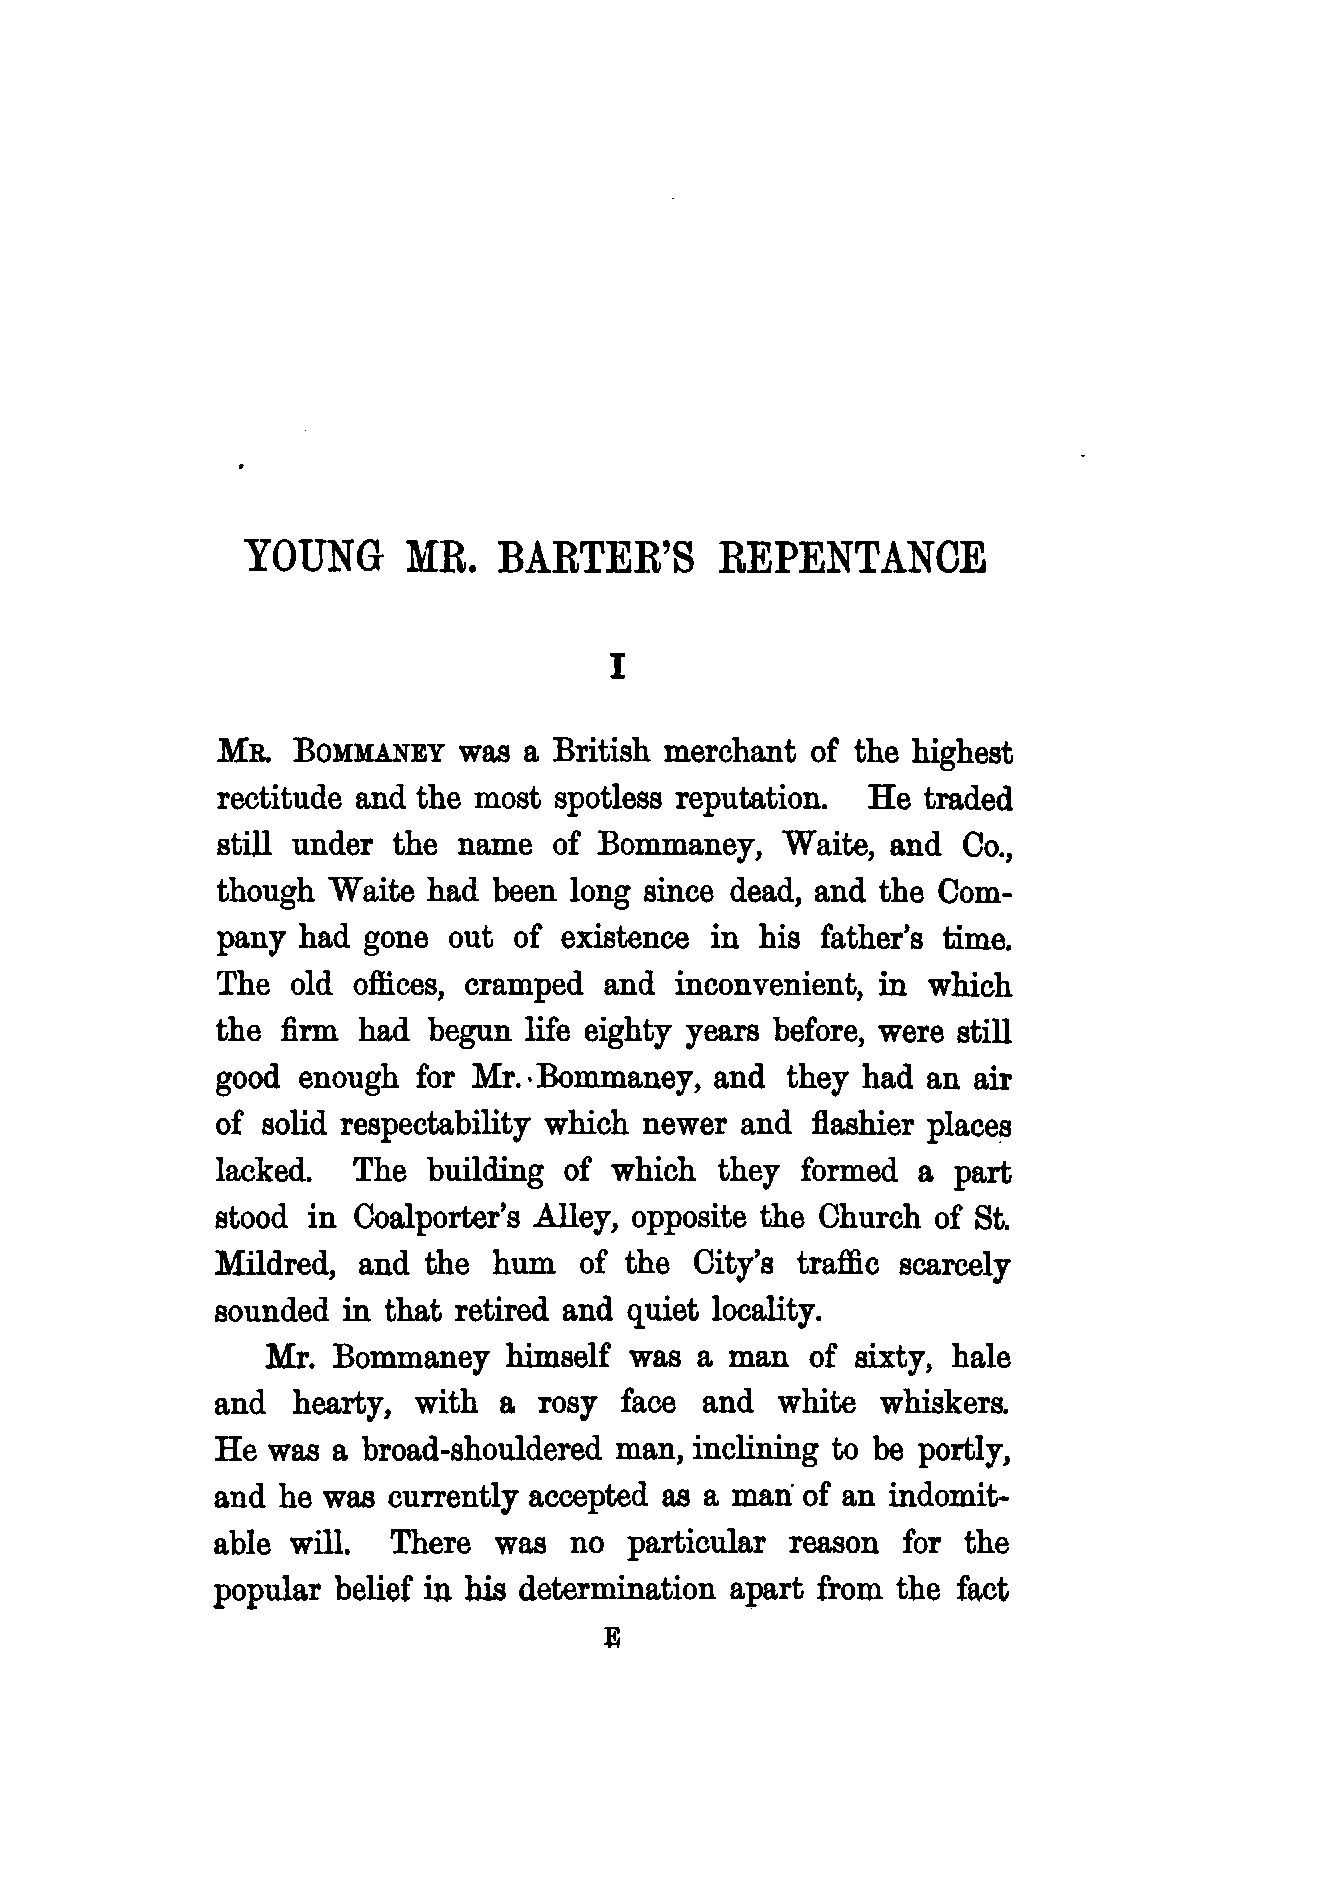 YOUNG MR. BARTER'S REPENTANCE
I
MR. BOMMANEY was a British merchant of the highest
rectitude and the most spotless reputation. He traded
still under the name of Bommaney, Waite, and Co.,
though Waite had been long since dead, and the Com-
pany had gone out of existence in his father's time.
The old offices, cramped and inconvenient, in which
the firm had begun life eighty years before, were still
good enough for Mr. Bommaney, and they had an air
of solid respectability which newer and flashier places
lacked. The building of which they formed a part
stood in Coalporter's Alley, opposite the Church of St.
Mildred, and the hum of the City's traffic scarcely
sounded in that retired and quiet locality.
Mr. Bommaney himself was a man of sixty, hale
and hearty, with a rosy face and white whiskers.
He was a broad-shouldered man, inclining to be portly,
and he was currently accepted as a man of an indomit-
able will. There was no particular reason for the
popular belief in his determination apart from the fact
E